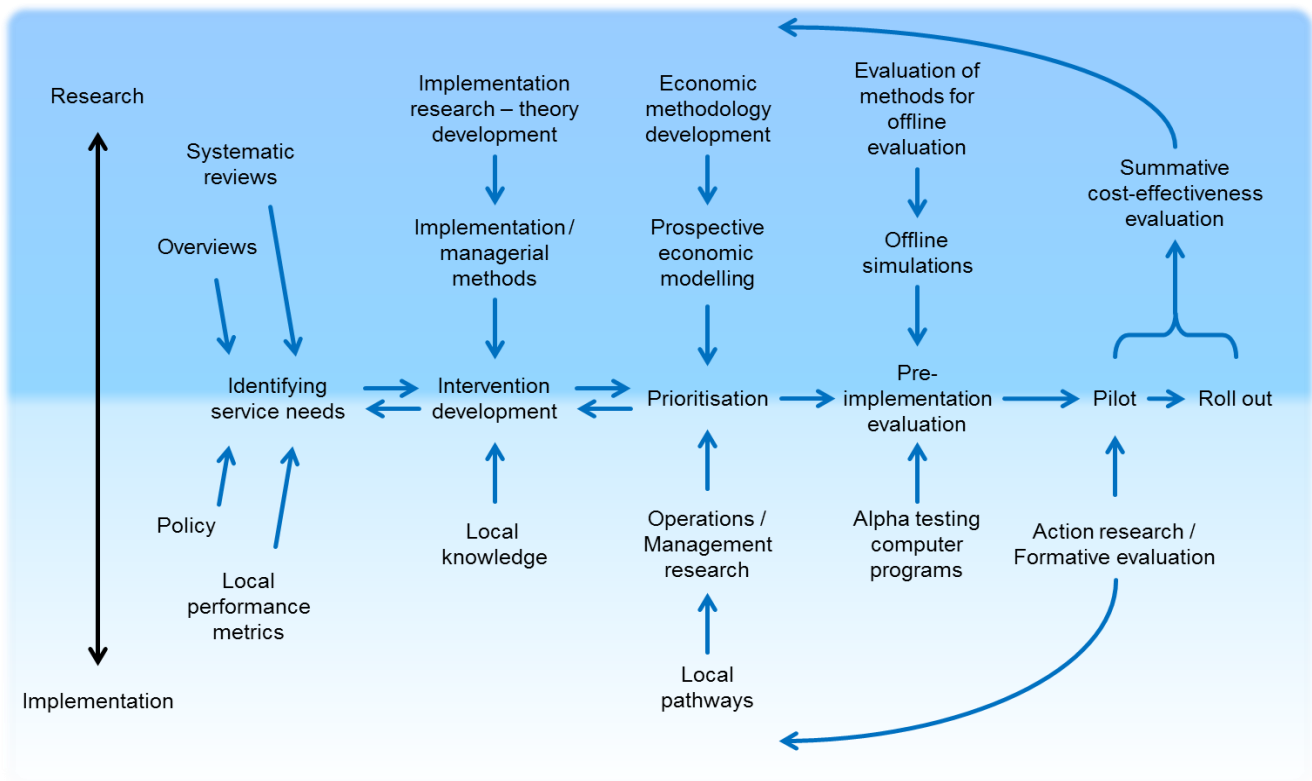 Research
Implementation
Systematic
reviews
Overviews
Identifying
service needs
Policy
Local
performance
metrics
Implementation
research – theory
development
Implementation /
managerial
methods
Intervention
development
Local
knowledge
Economic
methodology
development
Prospective
economic
modelling
Prioritisation
Operations /
Management
research
Local
pathways
Evaluation of
methods for
offline
evaluation
Offline
simulations
Pre-
implementation
evaluation
Alpha testing
computer
programs
Summative
cost-effectiveness
evaluation
Pilot
Roll out
Action research /
Formative evaluation